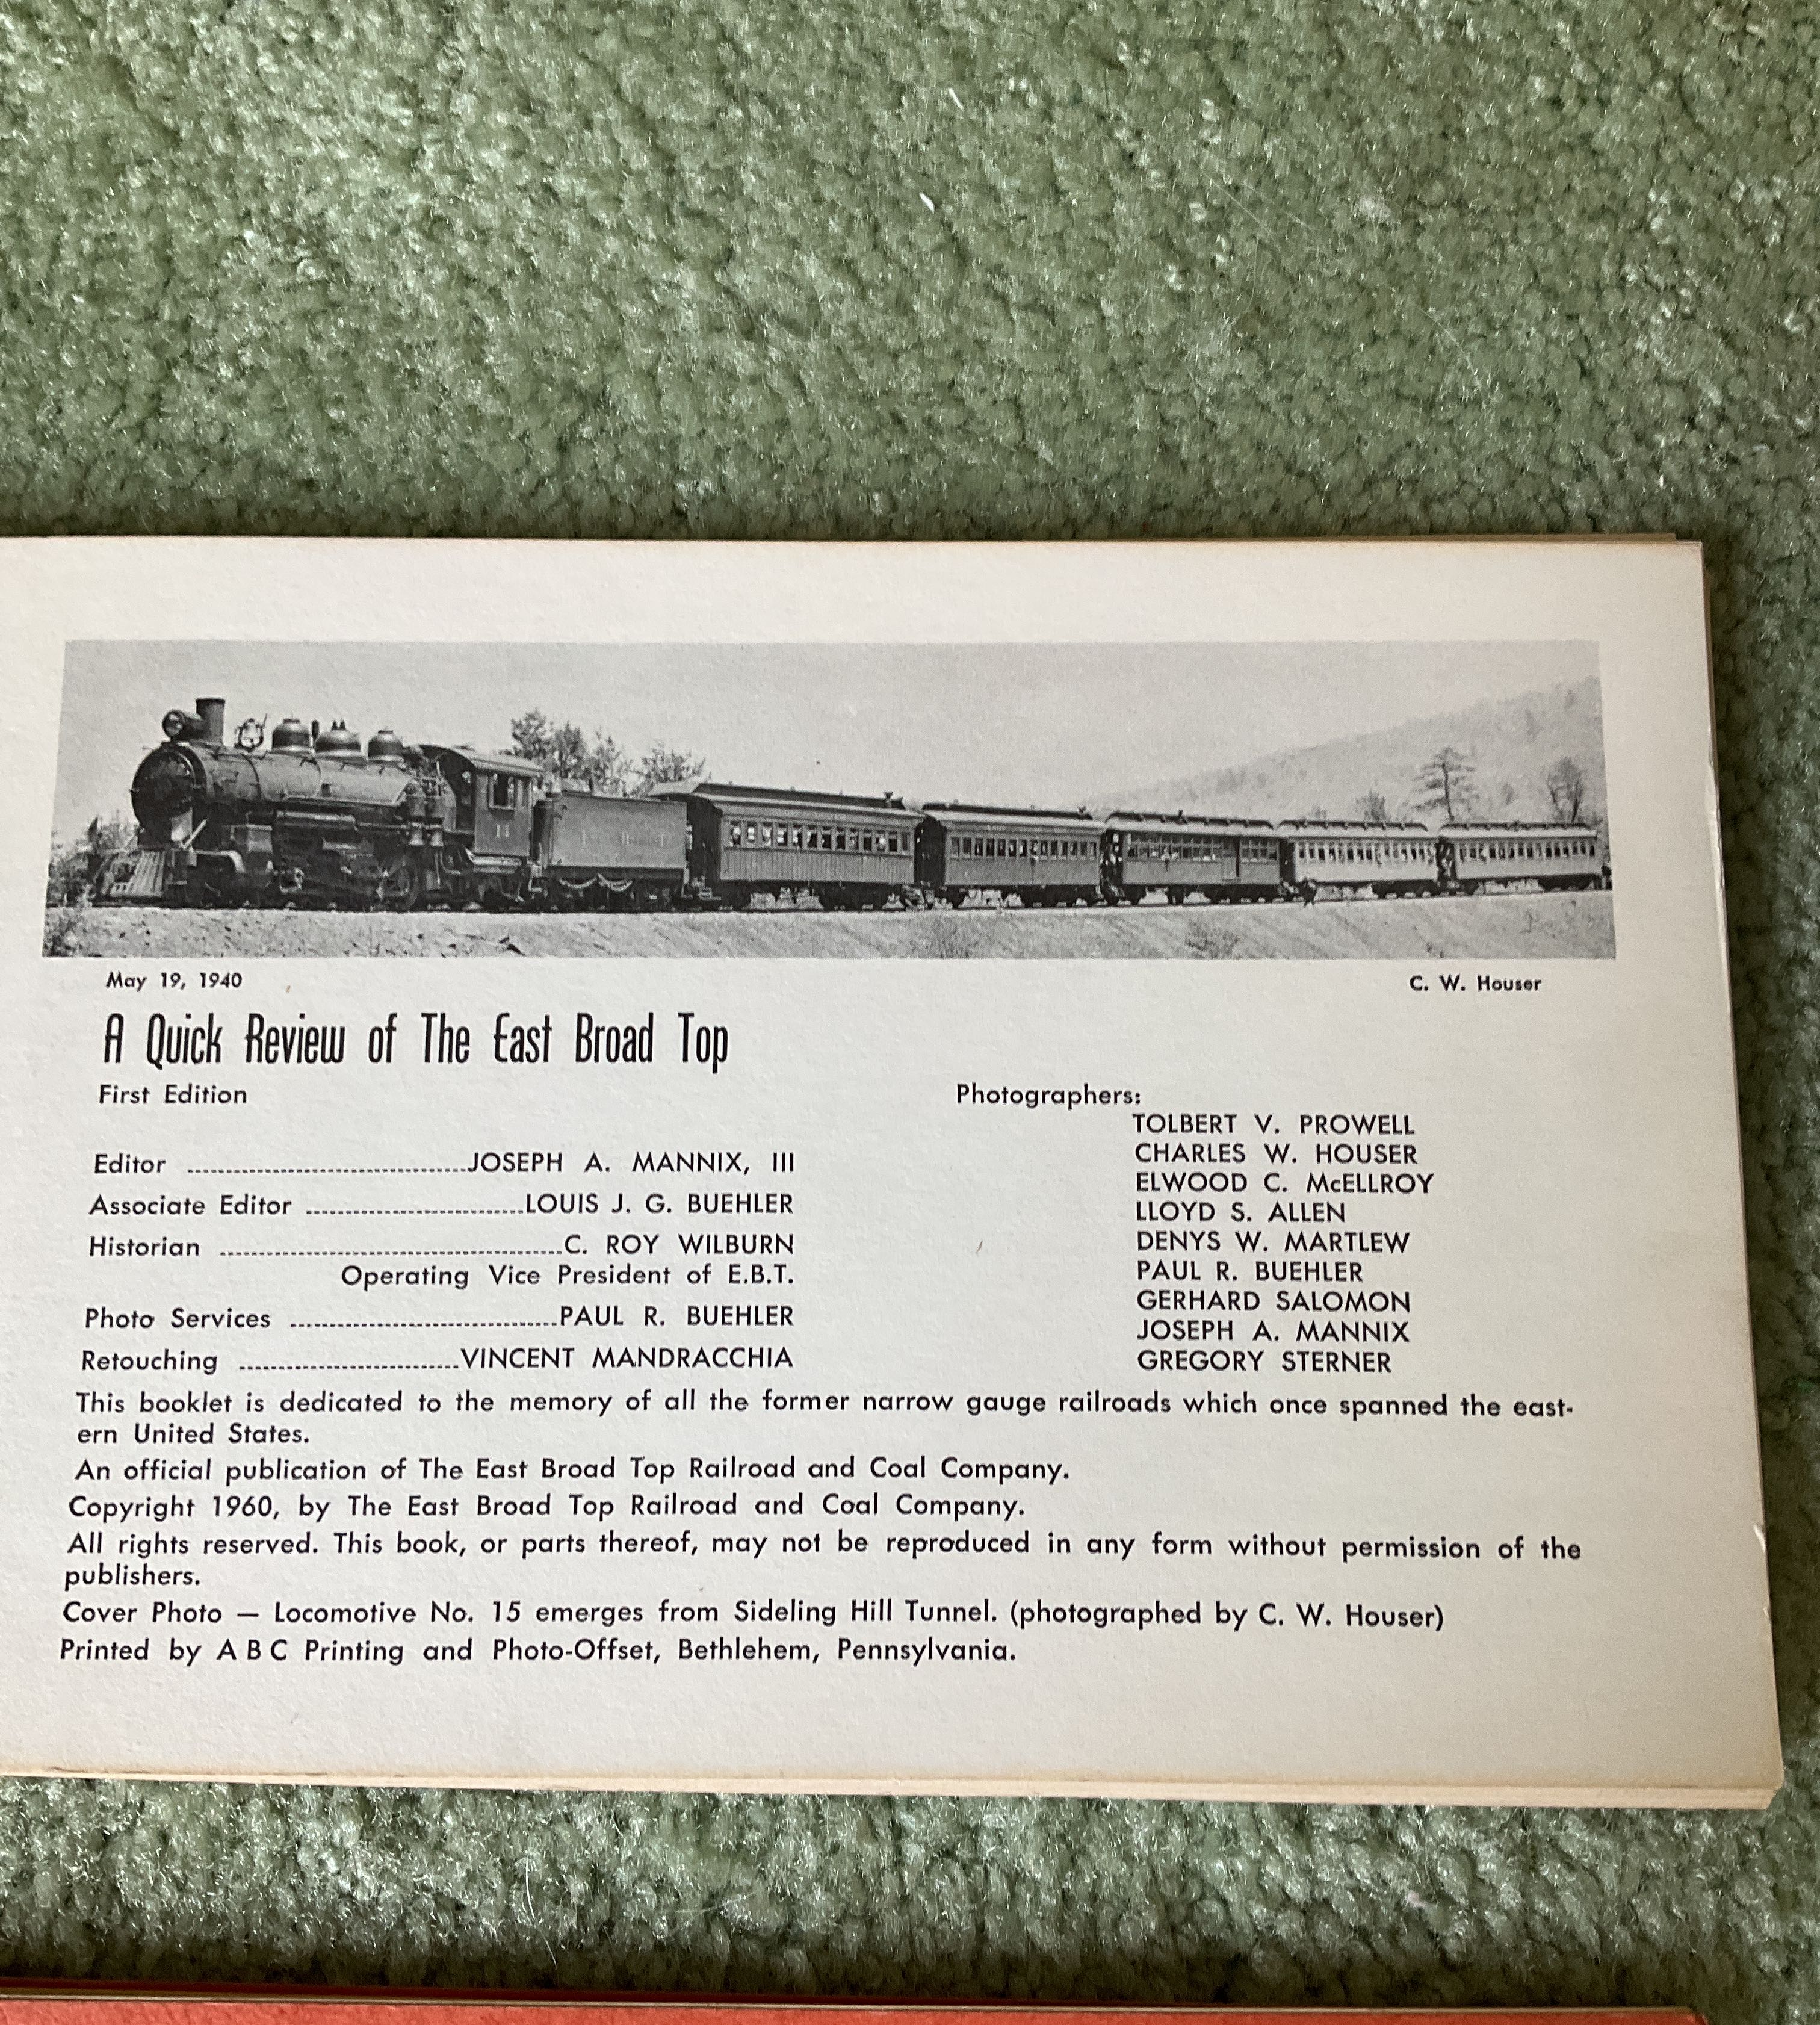 May 19, 1940
C. W. Houser
A Quick Review of The East Broad Top
First Edition
Editor ..................................JOSEPH A. MANNIX, III
Associate Editor ..........................LOUIS J. G. BUEHLER
Historian ..........................................C. ROY WILBURN
Operating Vice President of E.B.T.
Photo Services .................................PAUL R. BUEHLER
Retouching ...........................VINCENT MANDRACCHIA
Photographers:
TOLBERT V. PROWELL
CHARLES W. HOUSER
ELWOOD C. McELLROY
LLOYD S. ALLEN
DENYS W. MARTLEW
PAUL R. BUEHLER
GERHARD SALOMON
JOSEPH A. MANNIX
GREGORY STERNER
This booklet is dedicated to the memory of all the former narrow gauge railroads which once spanned the east-
ern United States.
An official publication of The East Broad Top Railroad and Coal Company.
Copyright 1960, by The East Broad Top Railroad and Coal Company.
All rights reserved. This book, or parts thereof, may not be reproduced in any form without permission of the
publishers.
Cover Photo — Locomotive No. 15 emerges from Sideling Hill Tunnel. (photographed by C. W. Houser)
Printed by A B C Printing and Photo-Offset, Bethlehem, Pennsylvania.